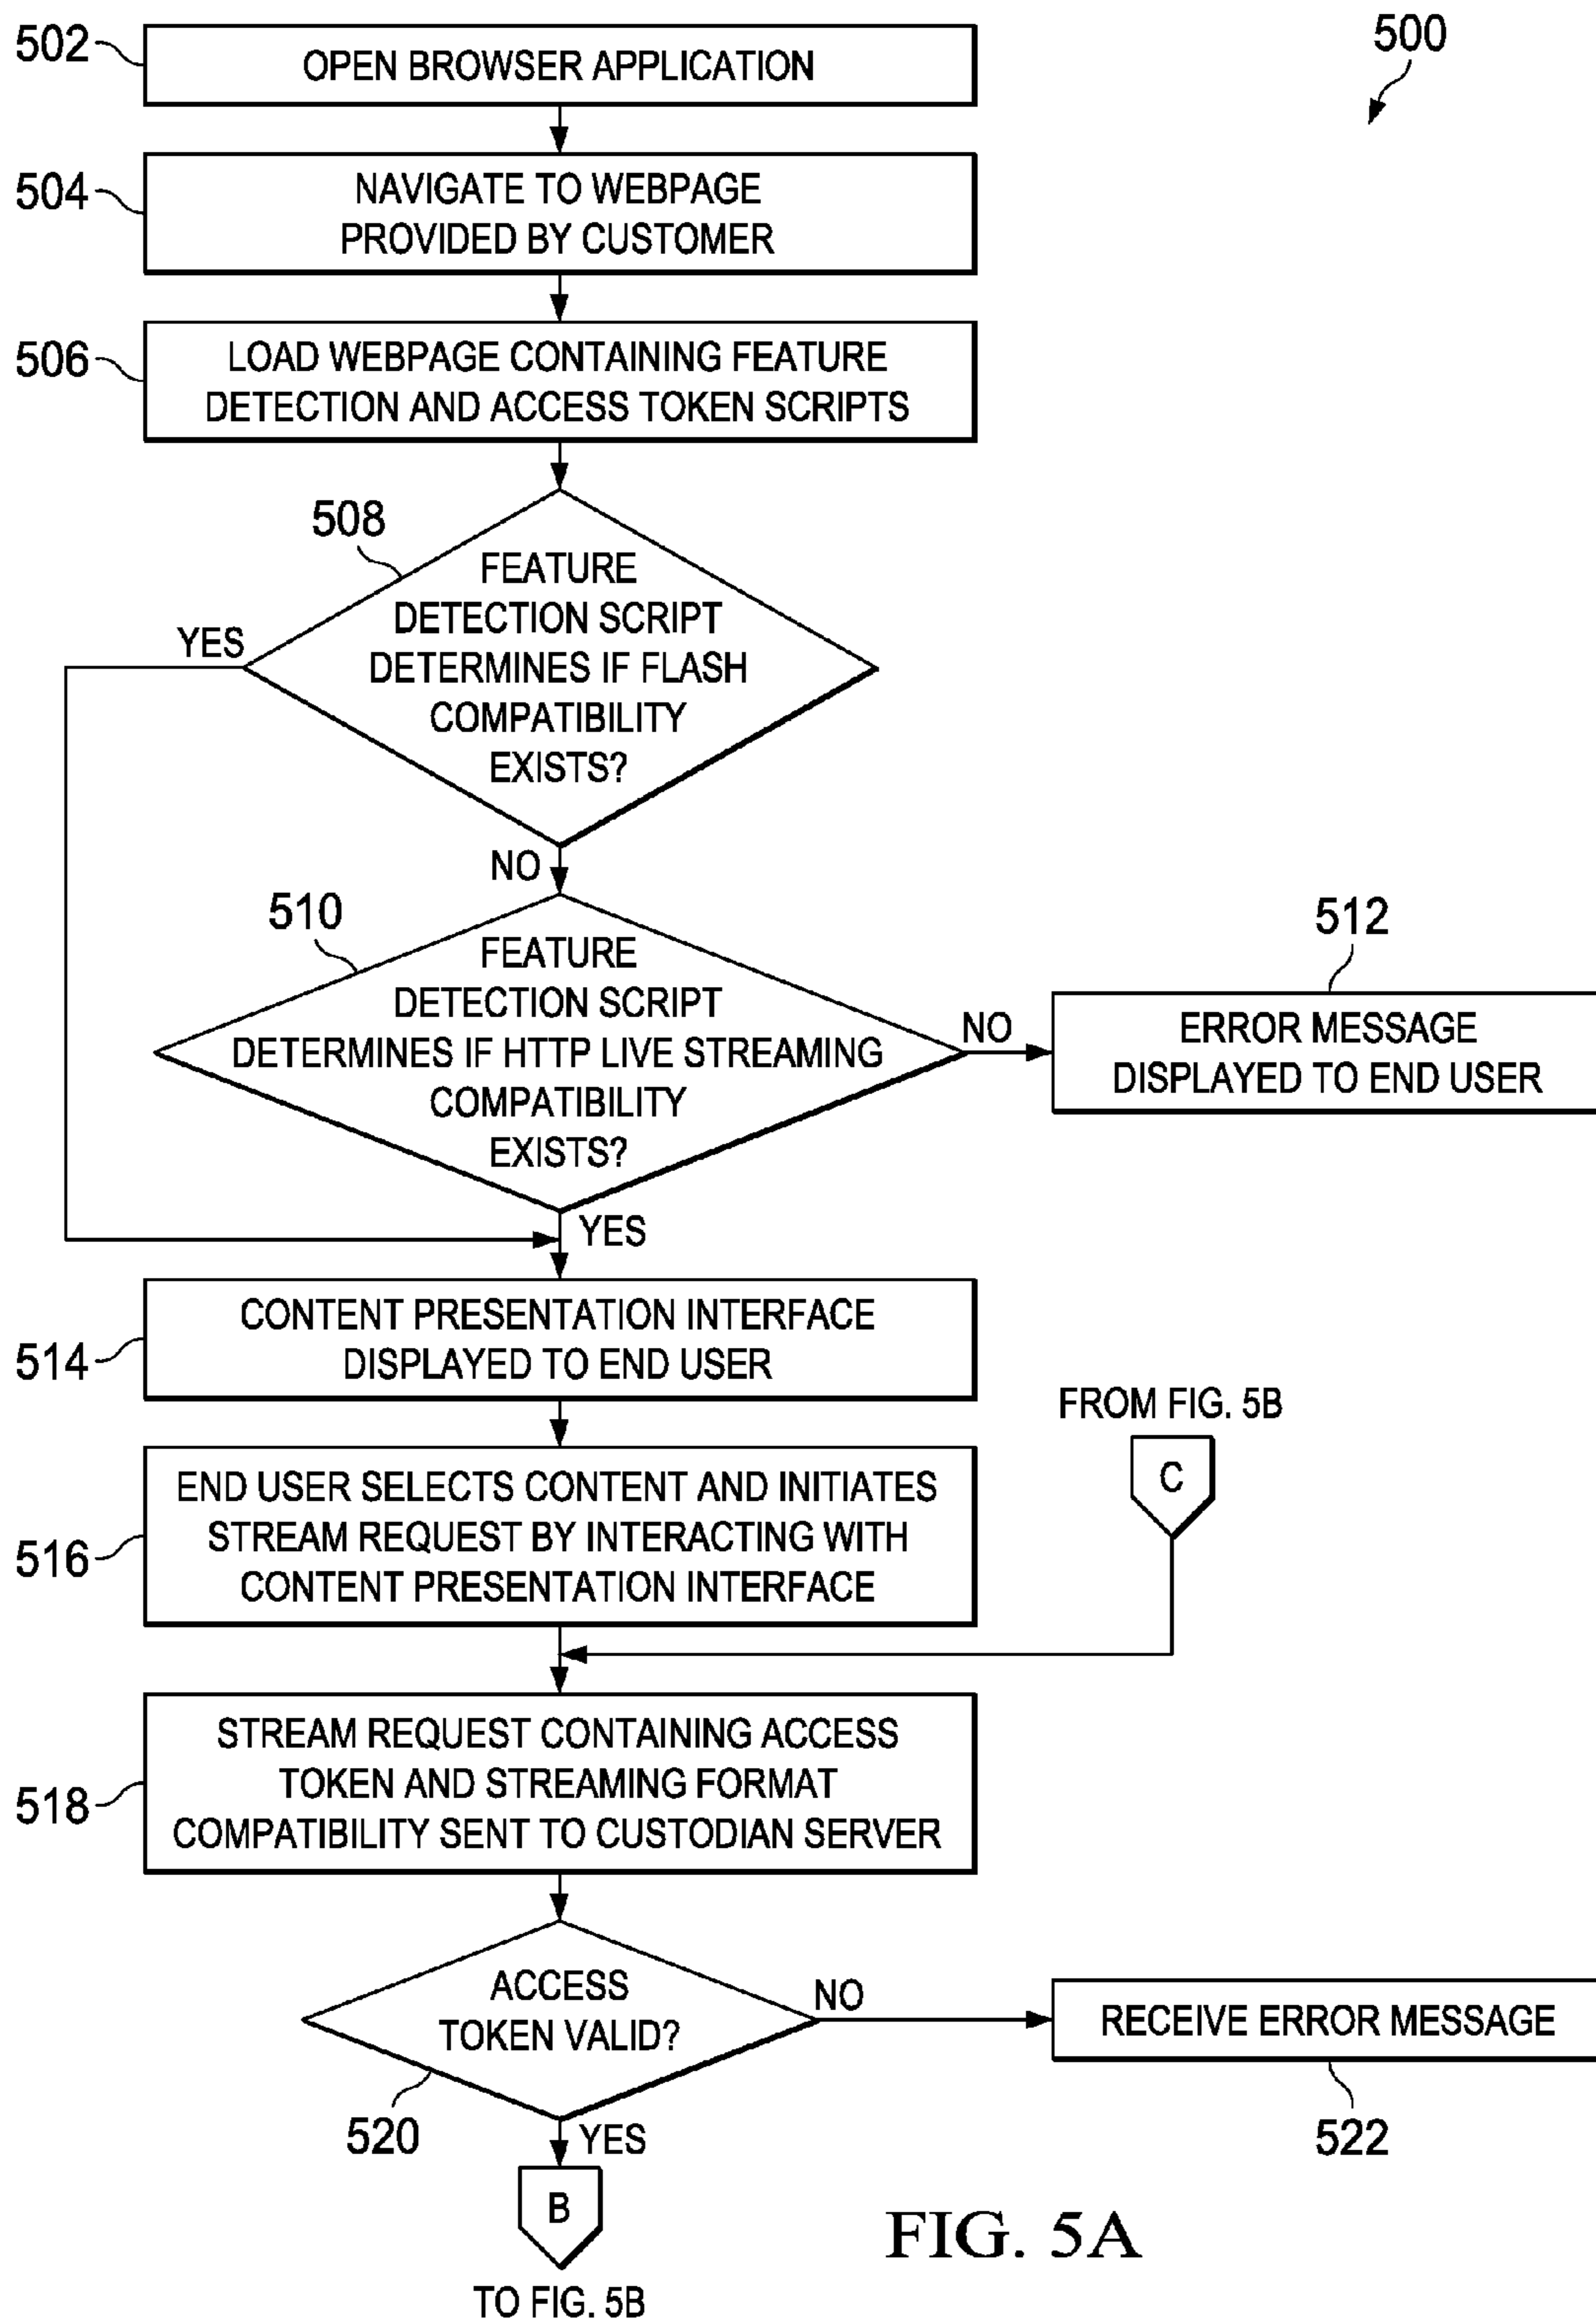 500
502
OPEN BROWSER APPLICATION
504
NAVIGATE TO WEBPAGE
PROVIDED BY CUSTOMER
506
LOAD WEBPAGE CONTAINING FEATURE
DETECTION AND ACCESS TOKEN SCRIPTS
508
FEATURE
DETECTION SCRIPT
DETERMINES IF FLASH
COMPATIBILITY
EXISTS?
YES
NO
510
FEATURE
DETECTION SCRIPT
DETERMINES IF HTTP LIVE STREAMING
COMPATIBILITY
EXISTS?
NO
512
ERROR MESSAGE
DISPLAYED TO END USER
YES
514
CONTENT PRESENTATION INTERFACE
DISPLAYED TO END USER
FROM FIG. 5B
C
516
END USER SELECTS CONTENT AND INITIATES
STREAM REQUEST BY INTERACTING WITH
CONTENT PRESENTATION INTERFACE
518
STREAM REQUEST CONTAINING ACCESS
TOKEN AND STREAMING FORMAT
COMPATIBILITY SENT TO CUSTODIAN SERVER
ACCESS
TOKEN VALID?
520
NO
RECEIVE ERROR MESSAGE
522
YES
B
TO FIG. 5B
FIG. 5A